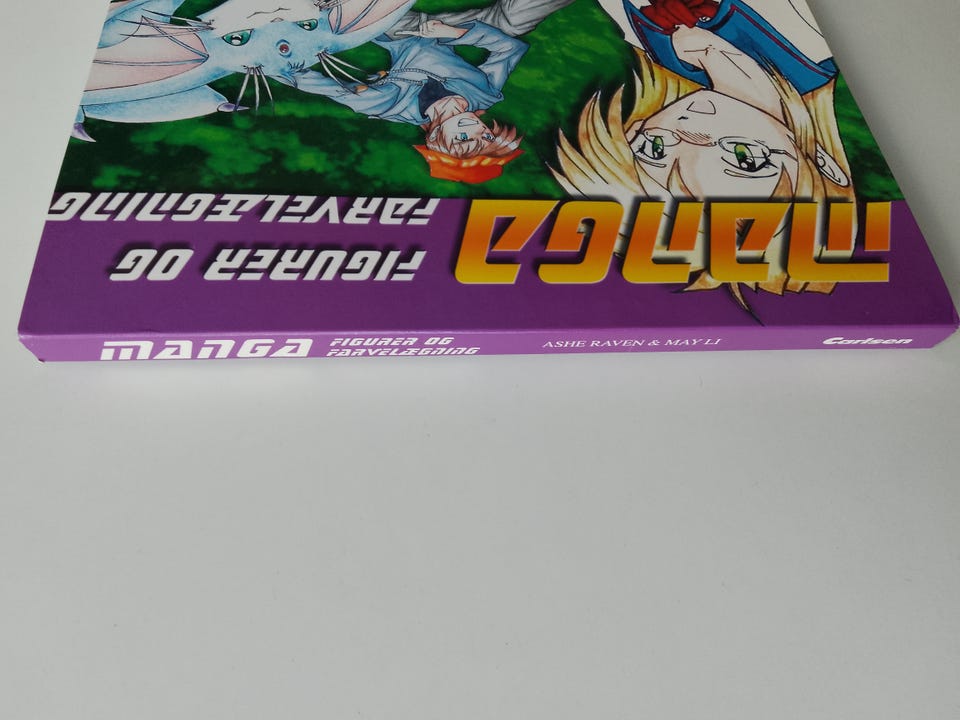 MANGA
FIGURER OG
FARVELÆGNING
MANGA FIGURER OG
FARVELÆGNING
ASHE RAVEN & MAY LI
Carlsen